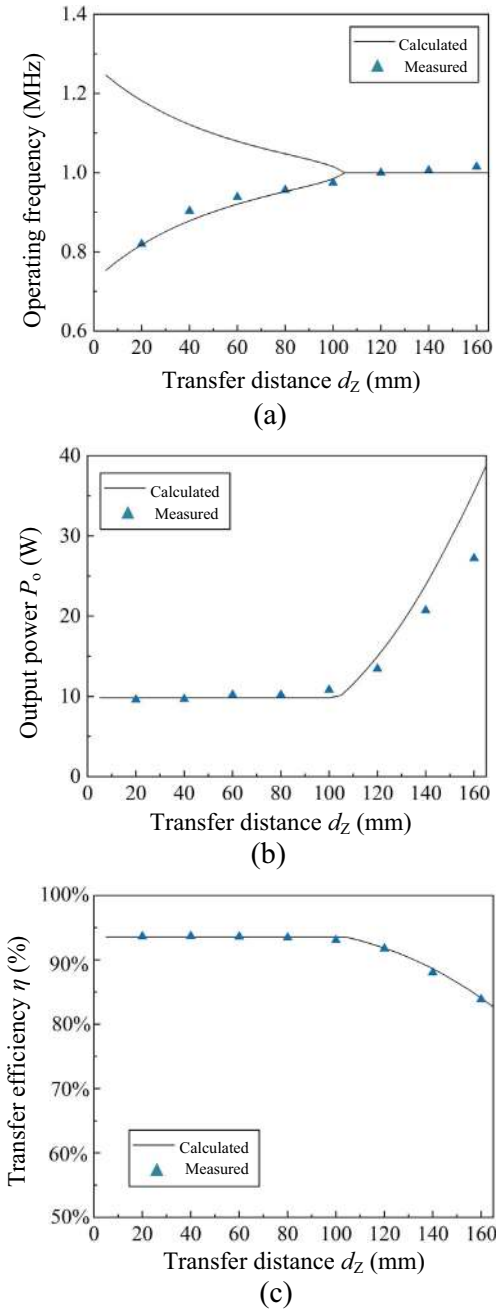 1.4
1.2
1.0
0.8
0.6
Operating frequency (MHz)
Calculated
Measured
0 20 40 60 80 100 120 140 160
Transfer distance dZ (mm)
(a)
40
30
20
10
0
Output power Po (W)
Calculated
Measured
0 20 40 60 80 100 120 140 160
Transfer distance dZ (mm)
(b)
100%
90%
80%
70%
60%
50%
Transfer efficiency η (%)
Calculated
Measured
20 40 60 80 100 120 140 160
Transfer distance dZ (mm)
(c)